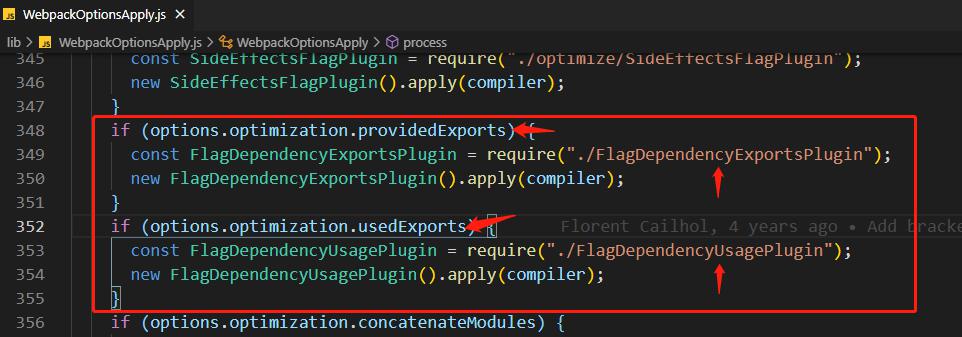 JS WebpackOptionsApply.js ×
lib > JS WebpackOptionsApply.js > WebpackOptionsApply > process
345 const SideEffectsFlagPlugin = require("./optimize/SideEffectsFlagPlugin");
346 new SideEffectsFlagPlugin().apply(compiler);
347 }
348 if (options.optimization.providedExports) {
349 const FlagDependencyExportsPlugin = require("./FlagDependencyExportsPlugin");
350 new FlagDependencyExportsPlugin().apply(compiler);
351 }
352 if (options.optimization.usedExports) { Florent Cailhol, 4 years ago • Add bracke
353 const FlagDependencyUsagePlugin = require("./FlagDependencyUsagePlugin");
354 new FlagDependencyUsagePlugin().apply(compiler);
355 }
356 if (options.optimization.concatenateModules) {